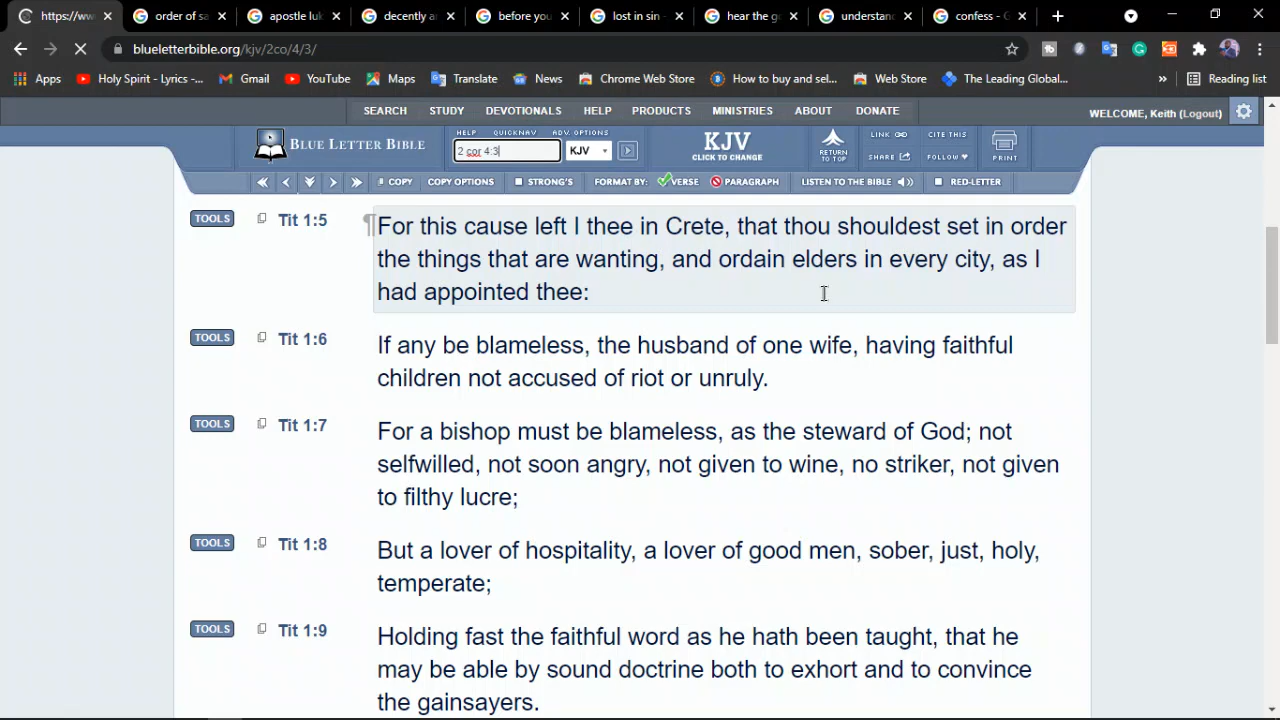 https://ww
order of sa
apostle luk
decently a
before you
lost in sin -
hear the g
understan
confess - G
blueletterbible.org/kjv/2co/4/3/
Apps
Holy Spirit - Lyrics -...
Gmail
YouTube
Maps
Translate
News
Chrome Web Store
How to buy and sel...
Web Store
The Leading Global...
»
Reading list
SEARCH STUDY DEVOTIONALS HELP PRODUCTS MINISTRIES ABOUT DONATE
WELCOME, Keith (Logout)
BLUE LETTER BIBLE
HELP QUICKNAV ADV. OPTIONS
2 cor 4:3
KJV
KJV
CLICK TO CHANGE
RETURN
TO TOP
LINK
CITE THIS
SHARE
FOLLOW
PRINT
COPY COPY OPTIONS STRONG'S FORMAT BY: VERSE PARAGRAPH LISTEN TO THE BIBLE RED-LETTER
TOOLS Tit 1:5 ¶For this cause left I thee in Crete, that thou shouldest set in order
the things that are wanting, and ordain elders in every city, as I
had appointed thee:
TOOLS Tit 1:6 If any be blameless, the husband of one wife, having faithful
children not accused of riot or unruly.
TOOLS Tit 1:7 For a bishop must be blameless, as the steward of God; not
selfwilled, not soon angry, not given to wine, no striker, not given
to filthy lucre;
TOOLS Tit 1:8 But a lover of hospitality, a lover of good men, sober, just, holy,
temperate;
TOOLS Tit 1:9 Holding fast the faithful word as he hath been taught, that he
may be able by sound doctrine both to exhort and to convince
the gainsayers.